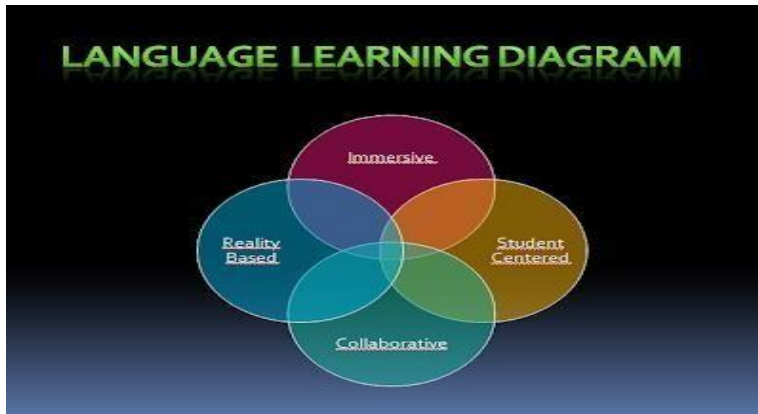 LANGUAGE LEARNING DIAGRAM
Immersive
Reality
Based
Student
Centered
Collaborative